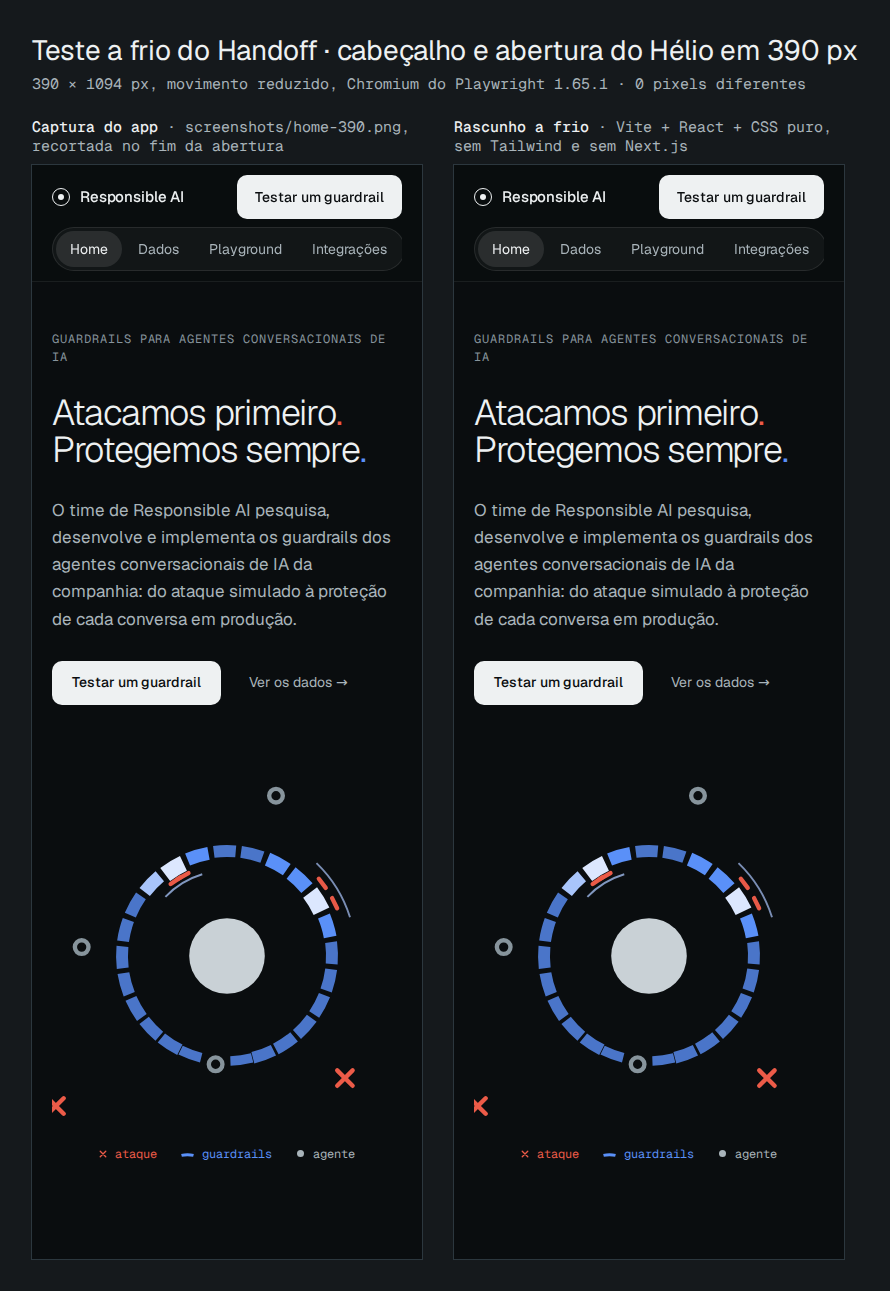 Teste a frio do Handoff · cabeçalho e abertura do Hélio em 390 px
390 × 1094 px, movimento reduzido, Chromium do Playwright 1.65.1 · 0 pixels diferentes
Captura do app · screenshots/home-390.png,
recortada no fim da abertura
Responsible AI
Testar um guardrail
Home Dados Playground Integrações
GUARDRAILS PARA AGENTES CONVERSACIONAIS DE
IA
Atacamos primeiro.
Protegemos sempre.
O time de Responsible AI pesquisa,
desenvolve e implementa os guardrails dos
agentes conversacionais de IA da
companhia: do ataque simulado à proteção
de cada conversa em produção.
Testar um guardrail Ver os dados →
ataque guardrails agente
Rascunho a frio · Vite + React + CSS puro,
sem Tailwind e sem Next.js
Responsible AI
Testar um guardrail
Home Dados Playground Integrações
GUARDRAILS PARA AGENTES CONVERSACIONAIS DE
IA
Atacamos primeiro.
Protegemos sempre.
O time de Responsible AI pesquisa,
desenvolve e implementa os guardrails dos
agentes conversacionais de IA da
companhia: do ataque simulado à proteção
de cada conversa em produção.
Testar um guardrail Ver os dados →
ataque guardrails agente